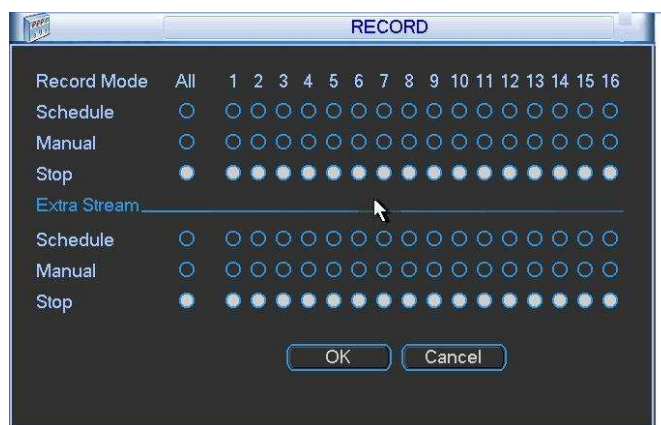 RECORD
Record Mode All 1 2 3 4 5 6 7 8 9 10 11 12 13 14 15 16
Schedule
Manual
Stop
Extra Stream
Schedule
Manual
Stop
OK Cancel